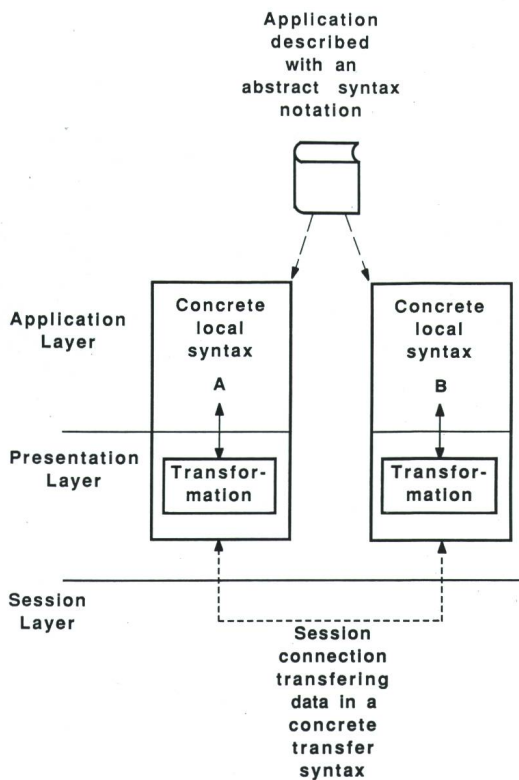 Application
described
with an
abstract syntax
notation
Application
Layer
Concrete
local
syntax
A
Concrete
local
syntax
B
Presentation
Layer
Transfor-
mation
Transfor-
mation
Session
Layer
Session
connection
transfering
data in a
concrete
transfer
syntax